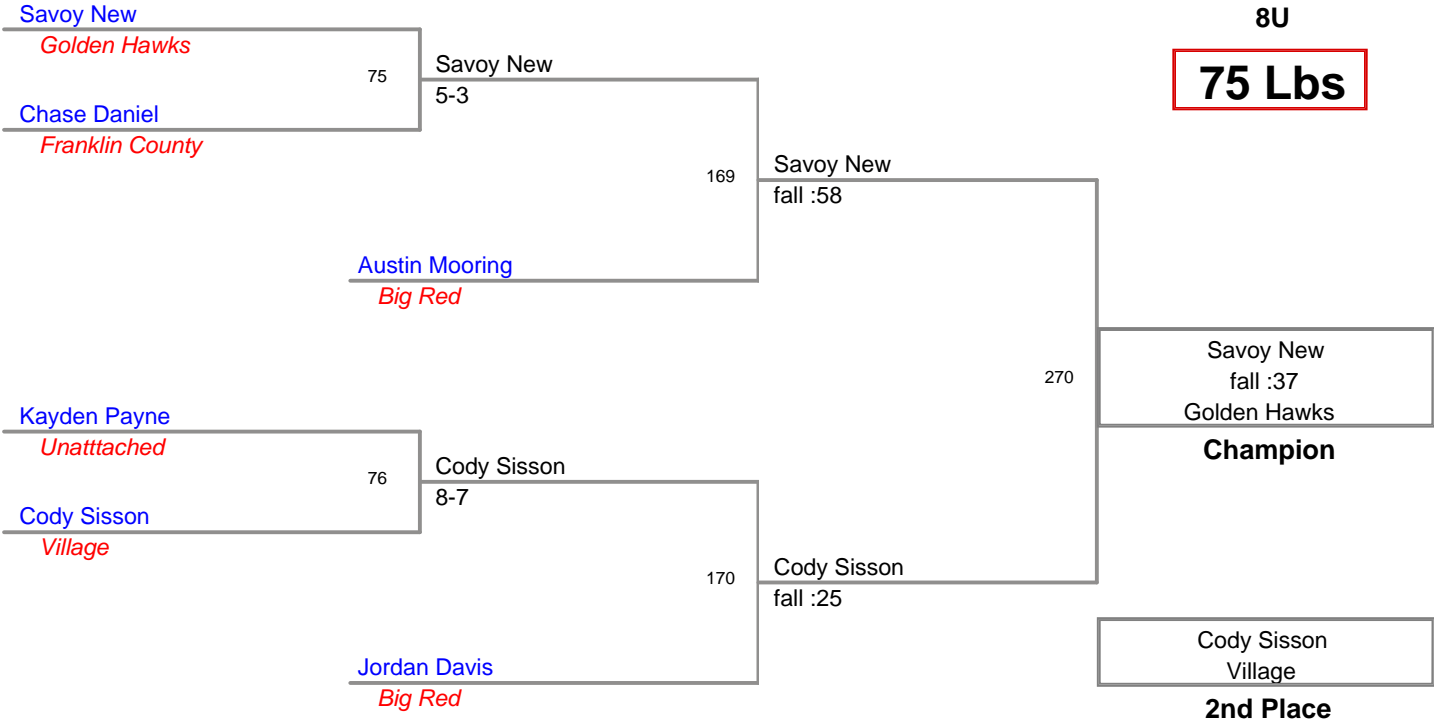 Savoy New
Golden Hawks
75
Chase Daniel
Franklin County
Savoy New
5-3
169
Austin Mooring
Big Red
Savoy New
fall :58
Kayden Payne
Unatttached
76
Cody Sisson
Village
Cody Sisson
8-7
170
Jordan Davis
Big Red
Cody Sisson
fall :25
270
8U
75 Lbs
Savoy New
fall :37
Golden Hawks
Champion
Cody Sisson
Village
2nd Place